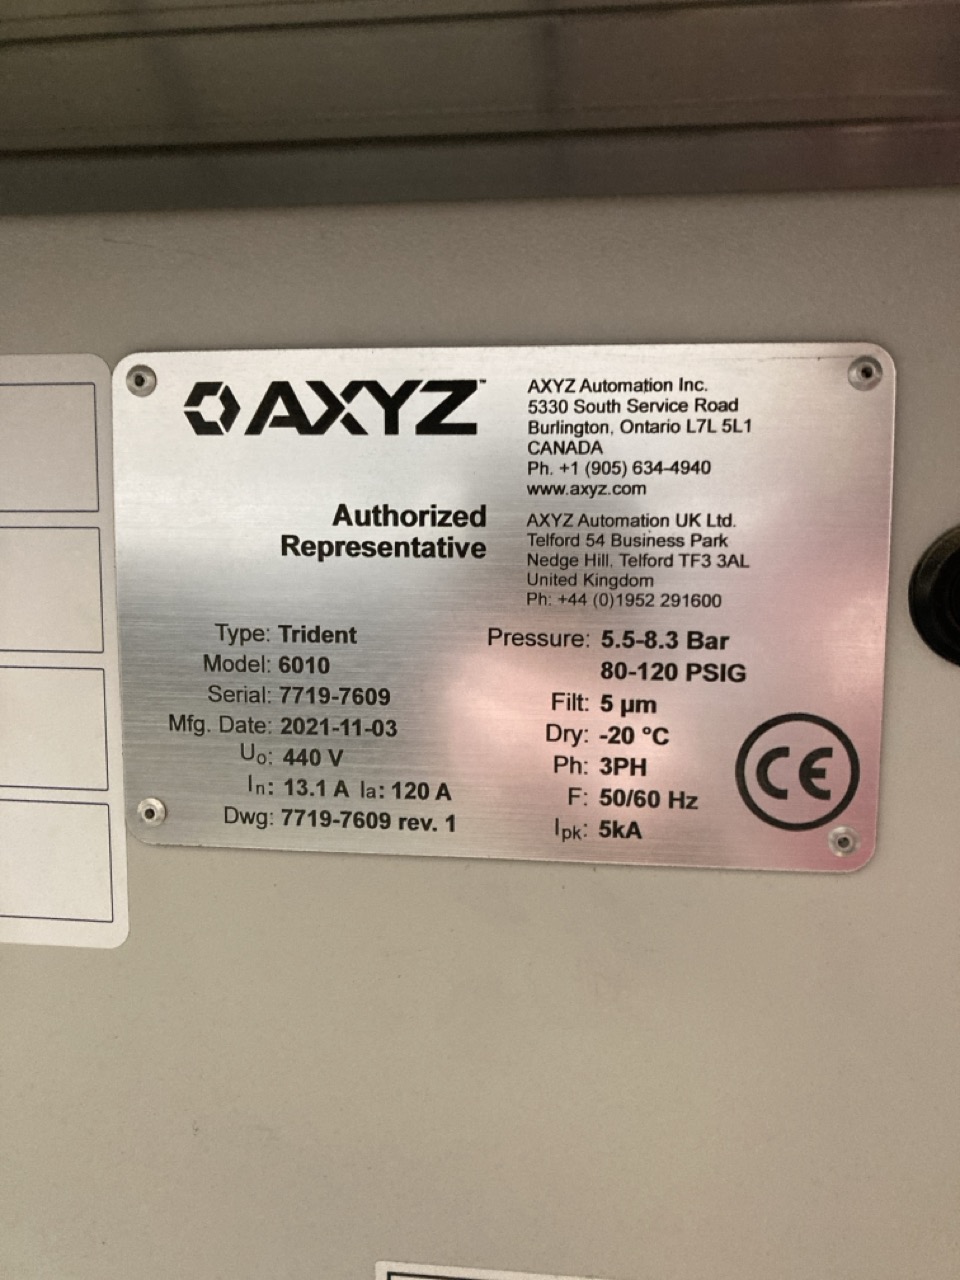 AXYZ™
AXYZ Automation Inc.
5330 South Service Road
Burlington, Ontario L7L 5L1
CANADA
Ph. +1 (905) 634-4940
www.axyz.com
Authorized
Representative
AXYZ Automation UK Ltd.
Telford 54 Business Park
Nedge Hill, Telford TF3 3AL
United Kingdom
Ph: +44 (0)1952 291600
Type: Trident
Model: 6010
Serial: 7719-7609
Mfg. Date: 2021-11-03
Uo: 440 V
In: 13.1 A Ia: 120 A
Dwg: 7719-7609 rev. 1
Pressure: 5.5-8.3 Bar
80-120 PSIG
Filt: 5 µm
Dry: -20 °C
Ph: 3PH
F: 50/60 Hz
Ipk: 5kA
CE